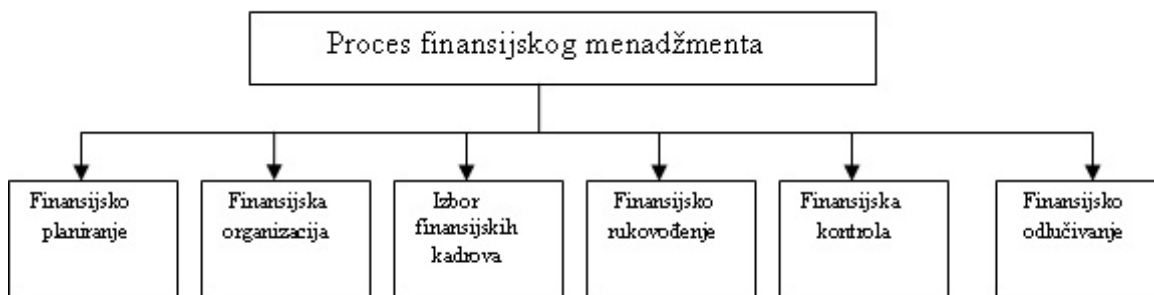 Proces finansijskog menadžmenta
Finansijsko
planiranje
Finansijska
organizacija
Izbor
finansijskih
kadrova
Finansijsko
rukovođenje
Finansijska
kontrola
Finansijsko
odlučivanje